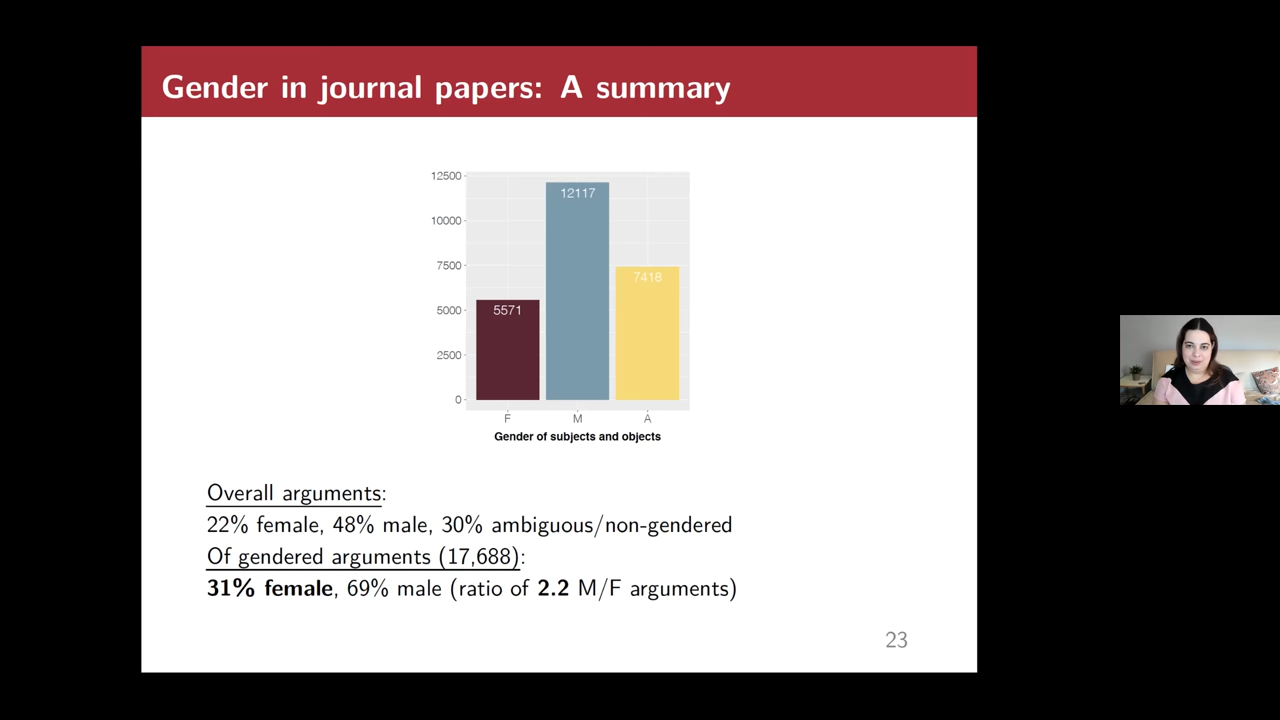 Gender in journal papers: A summary
12500
10000
7500
5000
2500
0
12117
7418
5571
F M A
Gender of subjects and objects
Overall arguments:
22% female, 48% male, 30% ambiguous/non-gendered
Of gendered arguments (17,688):
31% female, 69% male (ratio of 2.2 M/F arguments)
23